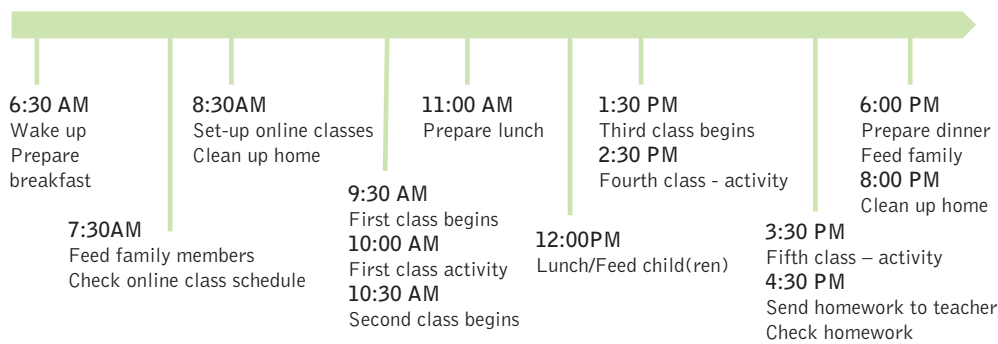 6:30 AM
Wake up
Prepare
breakfast
7:30AM
Feed family members
Check online class schedule
8:30AM
Set-up online classes
Clean up home
9:30 AM
First class begins
10:00 AM
First class activity
10:30 AM
Second class begins
11:00 AM
Prepare lunch
12:00PM
Lunch/Feed child(ren)
1:30 PM
Third class begins
2:30 PM
Fourth class - activity
3:30 PM
Fifth class – activity
4:30 PM
Send homework to teacher
Check homework
6:00 PM
Prepare dinner
Feed family
8:00 PM
Clean up home